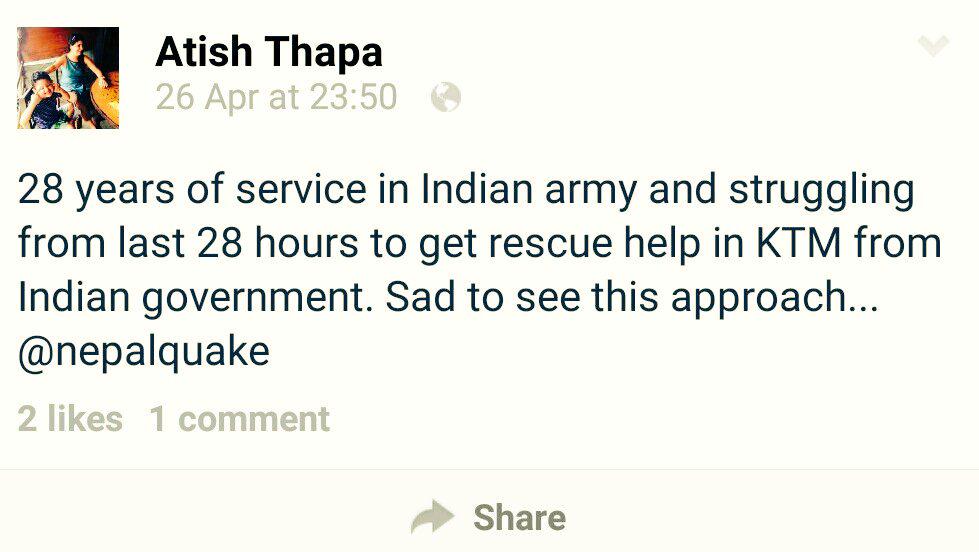 Atish Thapa
26 Apr at 23:50
28 years of service in Indian army and struggling
from last 28 hours to get rescue help in KTM from
Indian government. Sad to see this approach...
@nepalquake
2 likes 1 comment
Share